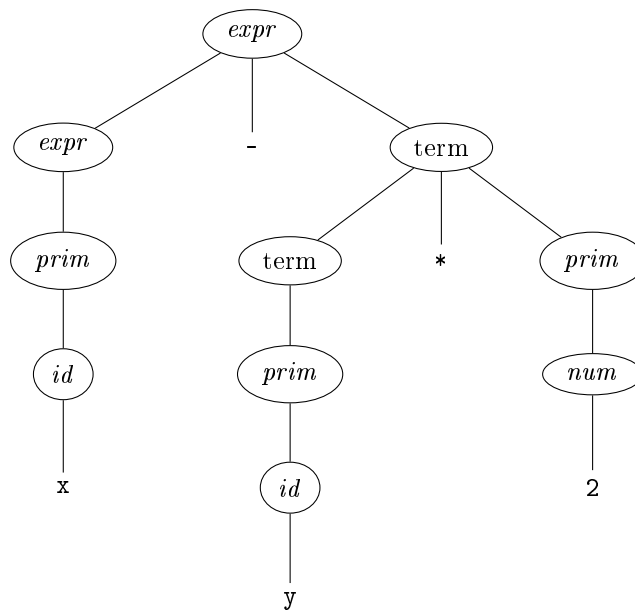 expr
expr - term
prim term * prim
id prim num
x id 2
y